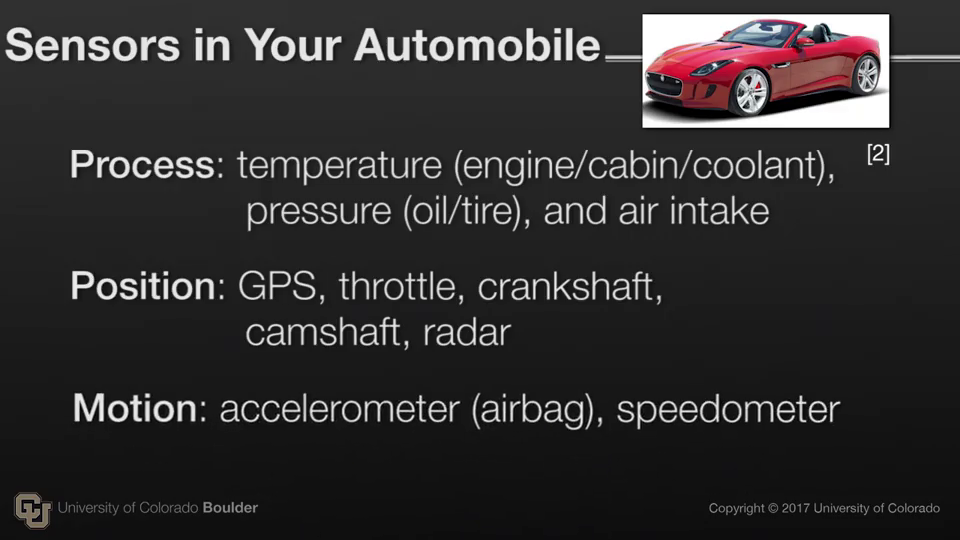 Sensors in Your Automobile
[2]
Process: temperature (engine/cabin/coolant),
pressure (oil/tire), and air intake
Position: GPS, throttle, crankshaft,
camshaft, radar
Motion: accelerometer (airbag), speedometer
CU University of Colorado Boulder
Copyright © 2017 University of Colorado